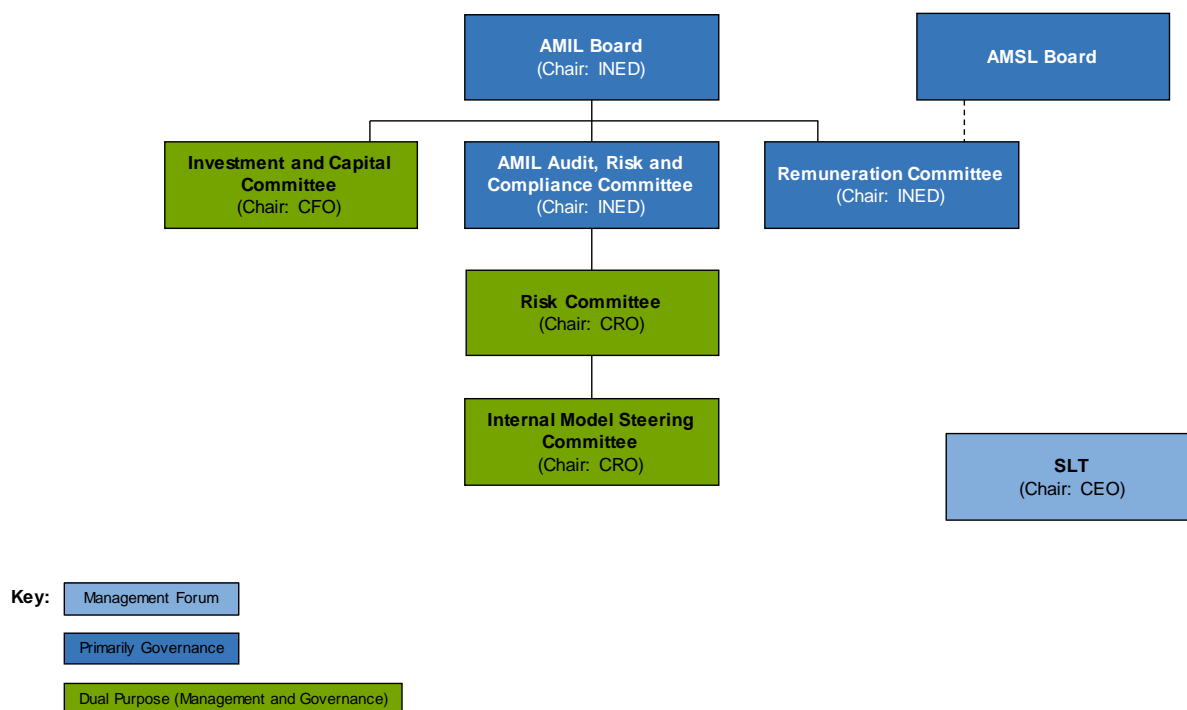 AMIL Board
(Chair: INED)
AMSL Board
Investment and Capital
Committee
(Chair: CFO)
AMIL Audit, Risk and
Compliance Committee
(Chair: INED)
Remuneration Committee
(Chair: INED)
Risk Committee
(Chair: CRO)
Internal Model Steering
Committee
(Chair: CRO)
SLT
(Chair: CEO)
Key:
Management Forum
Primarily Governance
Dual Purpose (Management and Governance)